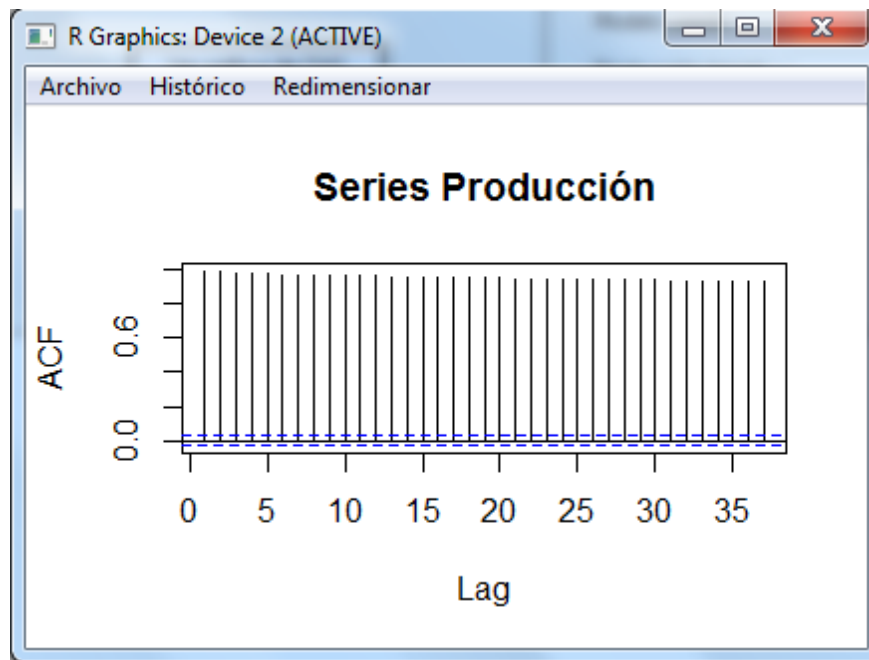 R Graphics: Device 2 (ACTIVE)
Archivo Histórico Redimensionar
Series Producción
ACF
0.6
0.0
0 5 10 15 20 25 30 35
Lag